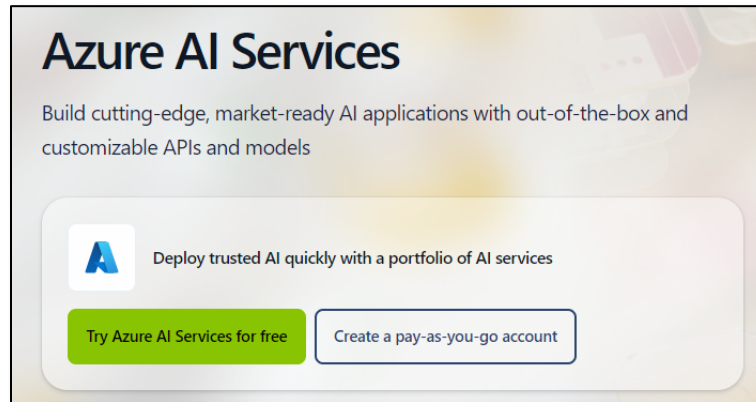 Azure AI Services
Build cutting-edge, market-ready AI applications with out-of-the-box and
customizable APIs and models
Deploy trusted AI quickly with a portfolio of AI services
Try Azure AI Services for free
Create a pay-as-you-go account